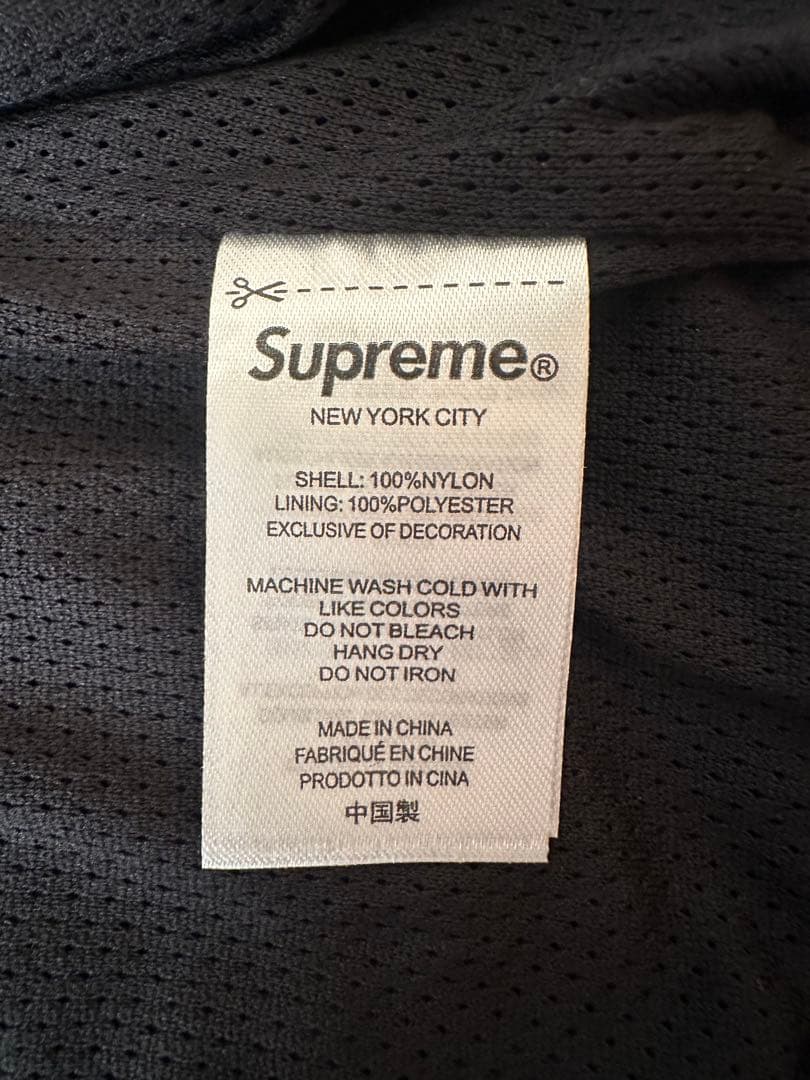 Supreme®
NEW YORK CITY
SHELL: 100%NYLON
LINING: 100%POLYESTER
EXCLUSIVE OF DECORATION
MACHINE WASH COLD WITH
LIKE COLORS
DO NOT BLEACH
HANG DRY
DO NOT IRON
MADE IN CHINA
FABRIQUÉ EN CHINE
PRODOTTO IN CINA
中国製